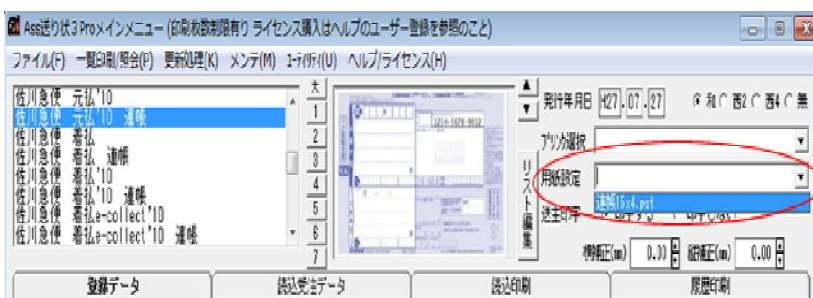 Ass送り状3 Proメインメニュー (印刷枚数制限有り ライセンス購入はヘルプのユーザー登録を参照のこと)
ファイル(F) 一覧印刷/照会(P) 更新処理(K) メンテ(M) ユーティリティ(U) ヘルプ/ライセンス(H)
佐川急便 元払'10
佐川急便 元払'10 連帳
佐川急便 着払
佐川急便 着払 連帳
佐川急便 着払'10
佐川急便 着払'10 連帳
佐川急便 着払e-collect'10
佐川急便 着払e-collect'10 連帳
大
1
2
3
4
5
6
7
1234-5678-9012
リスト編集
発行年月日 H27.07.27 和 西2 西4 無
プリンタ選択
用紙設定
連帳15x4.pst
送主印字 印字する 印字しない
横補正(mm) 0.00 縦補正(mm) 0.00
登録データ 読込受注データ 読込印刷 履歴印刷